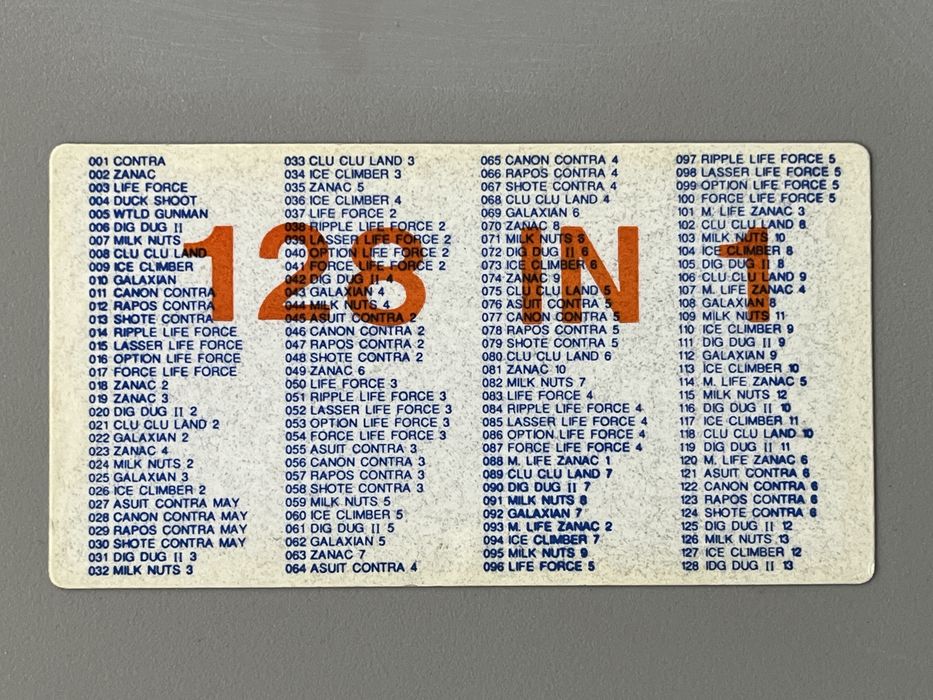 128 IN 1
001 CONTRA
002 ZANAC
003 LIFE FORCE
004 DUCK SHOOT
005 WTLD GUNMAN
006 DIG DUG II
007 MILK NUTS
008 CLU CLU LAND
009 ICE CLIMBER
010 GALAXIAN
011 CANON CONTRA
012 RAPOS CONTRA
013 SHOTE CONTRA
014 RIPPLE LIFE FORCE
015 LASSER LIFE FORCE
016 OPTION LIFE FORCE
017 FORCE LIFE FORCE
018 ZANAC 2
019 ZANAC 3
020 DIG DUG II 2
021 CLU CLU LAND 2
022 GALAXIAN 2
023 ZANAC 4
024 MILK NUTS 2
025 GALAXIAN 3
026 ICE CLIMBER 2
027 ASUIT CONTRA MAY
028 CANON CONTRA MAY
029 RAPOS CONTRA MAY
030 SHOTE CONTRA MAY
031 DIG DUG II 3
032 MILK NUTS 3
033 CLU CLU LAND 3
034 ICE CLIMBER 3
035 ZANAC 5
036 ICE CLIMBER 4
037 LIFE FORCE 2
038 RIPPLE LIFE FORCE 2
039 LASSER LIFE FORCE 2
040 OPTION LIFE FORCE 2
041 FORCE LIFE FORCE 2
042 DIG DUG II 4
043 GALAXIAN 4
044 MILK NUTS 4
045 ASUIT CONTRA 2
046 CANON CONTRA 2
047 RAPOS CONTRA 2
048 SHOTE CONTRA 2
049 ZANAC 6
050 LIFE FORCE 3
051 RIPPLE LIFE FORCE 3
052 LASSER LIFE FORCE 3
053 OPTION LIFE FORCE 3
054 FORCE LIFE FORCE 3
055 ASUIT CONTRA 3
056 CANON CONTRA 3
057 RAPOS CONTRA 3
058 SHOTE CONTRA 3
059 MILK NUTS 5
060 ICE CLIMBER 5
061 DIG DUG II 5
062 GALAXIAN 5
063 ZANAC 7
064 ASUIT CONTRA 4
065 CANON CONTRA 4
066 RAPOS CONTRA 4
067 SHOTE CONTRA 4
068 CLU CLU LAND 4
069 GALAXIAN 6
070 ZANAC 8
071 MILK NUTS 6
072 DIG DUG II 6
073 ICE CLIMBER 6
074 ZANAC 9
075 CLU CLU LAND 5
076 ASUIT CONTRA 5
077 CANON CONTRA 5
078 RAPOS CONTRA 5
079 SHOTE CONTRA 5
080 CLU CLU LAND 6
081 ZANAC 10
082 MILK NUTS 7
083 LIFE FORCE 4
084 RIPPLE LIFE FORCE 4
085 LASSER LIFE FORCE 4
086 OPTION LIFE FORCE 4
087 FORCE LIFE FORCE 4
088 M. LIFE ZANAC 1
089 CLU CLU LAND 7
090 DIG DUG II 7
091 MILK NUTS 8
092 GALAXIAN 7
093 M. LIFE ZANAC 2
094 ICE CLIMBER 7
095 MILK NUTS 9
096 LIFE FORCE 5
097 RIPPLE LIFE FORCE 5
098 LASSER LIFE FORCE 5
099 OPTION LIFE FORCE 5
100 FORCE LIFE FORCE 5
101 M. LIFE ZANAC 3
102 CLU CLU LAND 8
103 MILK NUTS 10
104 ICE CLIMBER 8
105 DIG DUG II 8
106 CLU CLU LAND 9
107 M. LIFE ZANAC 4
108 GALAXIAN 8
109 MILK NUTS 11
110 ICE CLIMBER 9
111 DIG DUG II 9
112 GALAXIAN 9
113 ICE CLIMBER 10
114 M. LIFE ZANAC 5
115 MILK NUTS 12
116 DIG DUG II 10
117 ICE CLIMBER 11
118 CLU CLU LAND 10
119 DIG DUG II 11
120 M. LIFE ZANAC 6
121 ASUIT CONTRA 6
122 CANON CONTRA 6
123 RAPOS CONTRA 6
124 SHOTE CONTRA 6
125 DIG DUG II 12
126 MILK NUTS 13
127 ICE CLIMBER 12
128 IDG DUG II 13